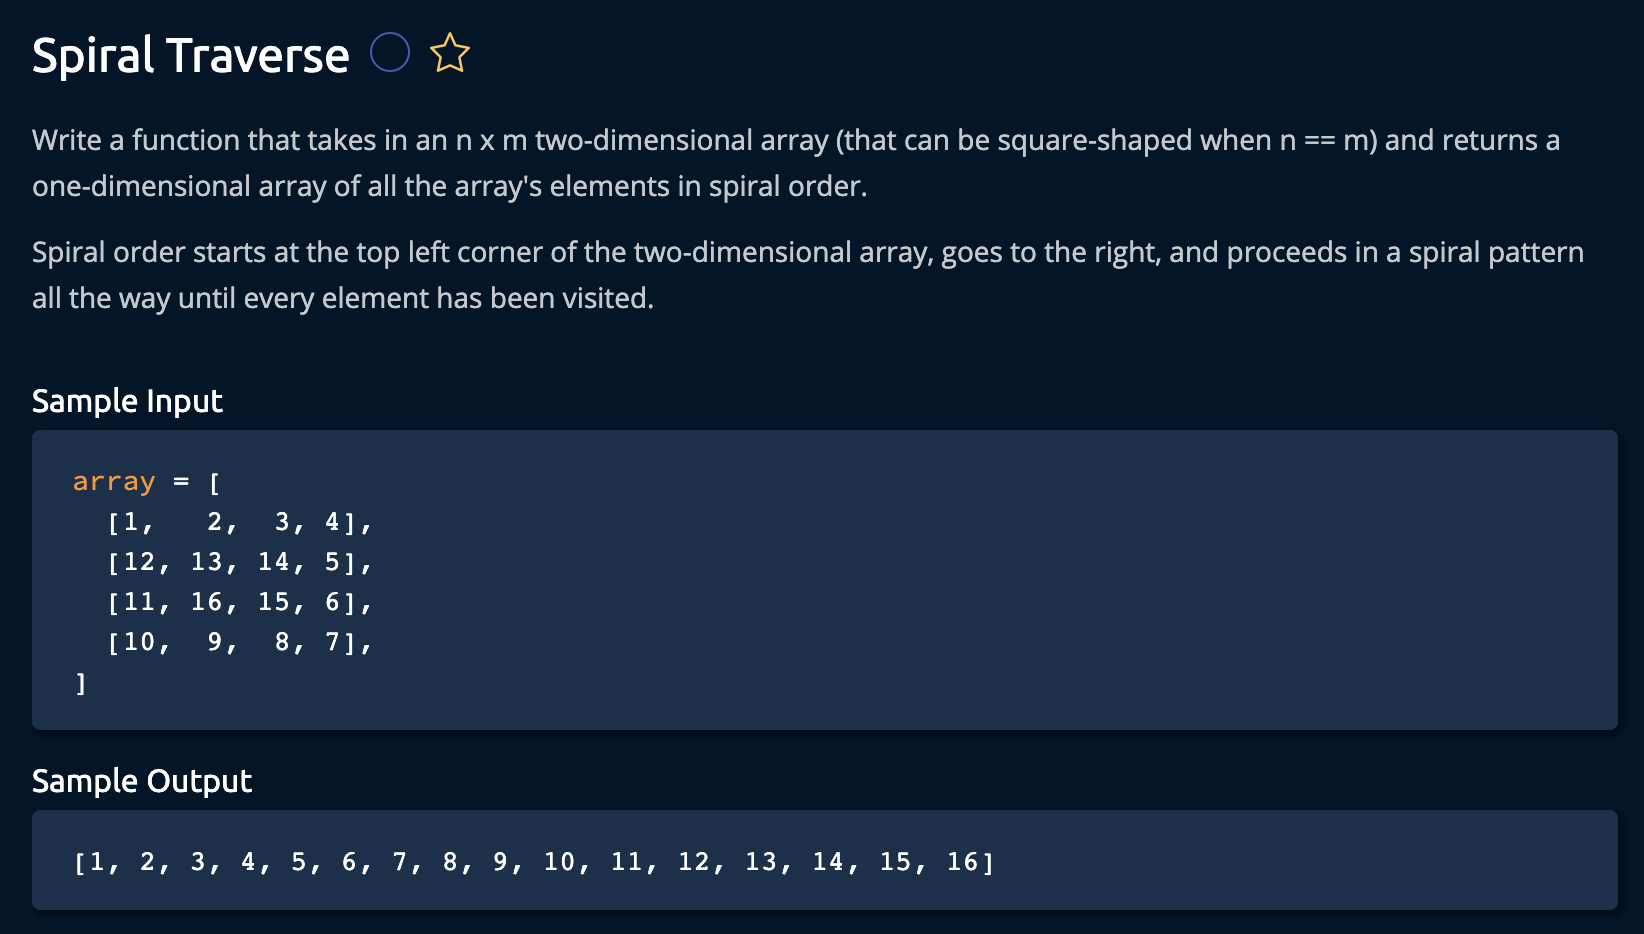 Spiral Traverse
Write a function that takes in an n x m two-dimensional array (that can be square-shaped when n == m) and returns a
one-dimensional array of all the array's elements in spiral order.
Spiral order starts at the top left corner of the two-dimensional array, goes to the right, and proceeds in a spiral pattern
all the way until every element has been visited.
Sample Input
array = [
  [1,   2,  3, 4],
  [12, 13, 14, 5],
  [11, 16, 15, 6],
  [10,  9,  8, 7],
]
Sample Output
[1, 2, 3, 4, 5, 6, 7, 8, 9, 10, 11, 12, 13, 14, 15, 16]